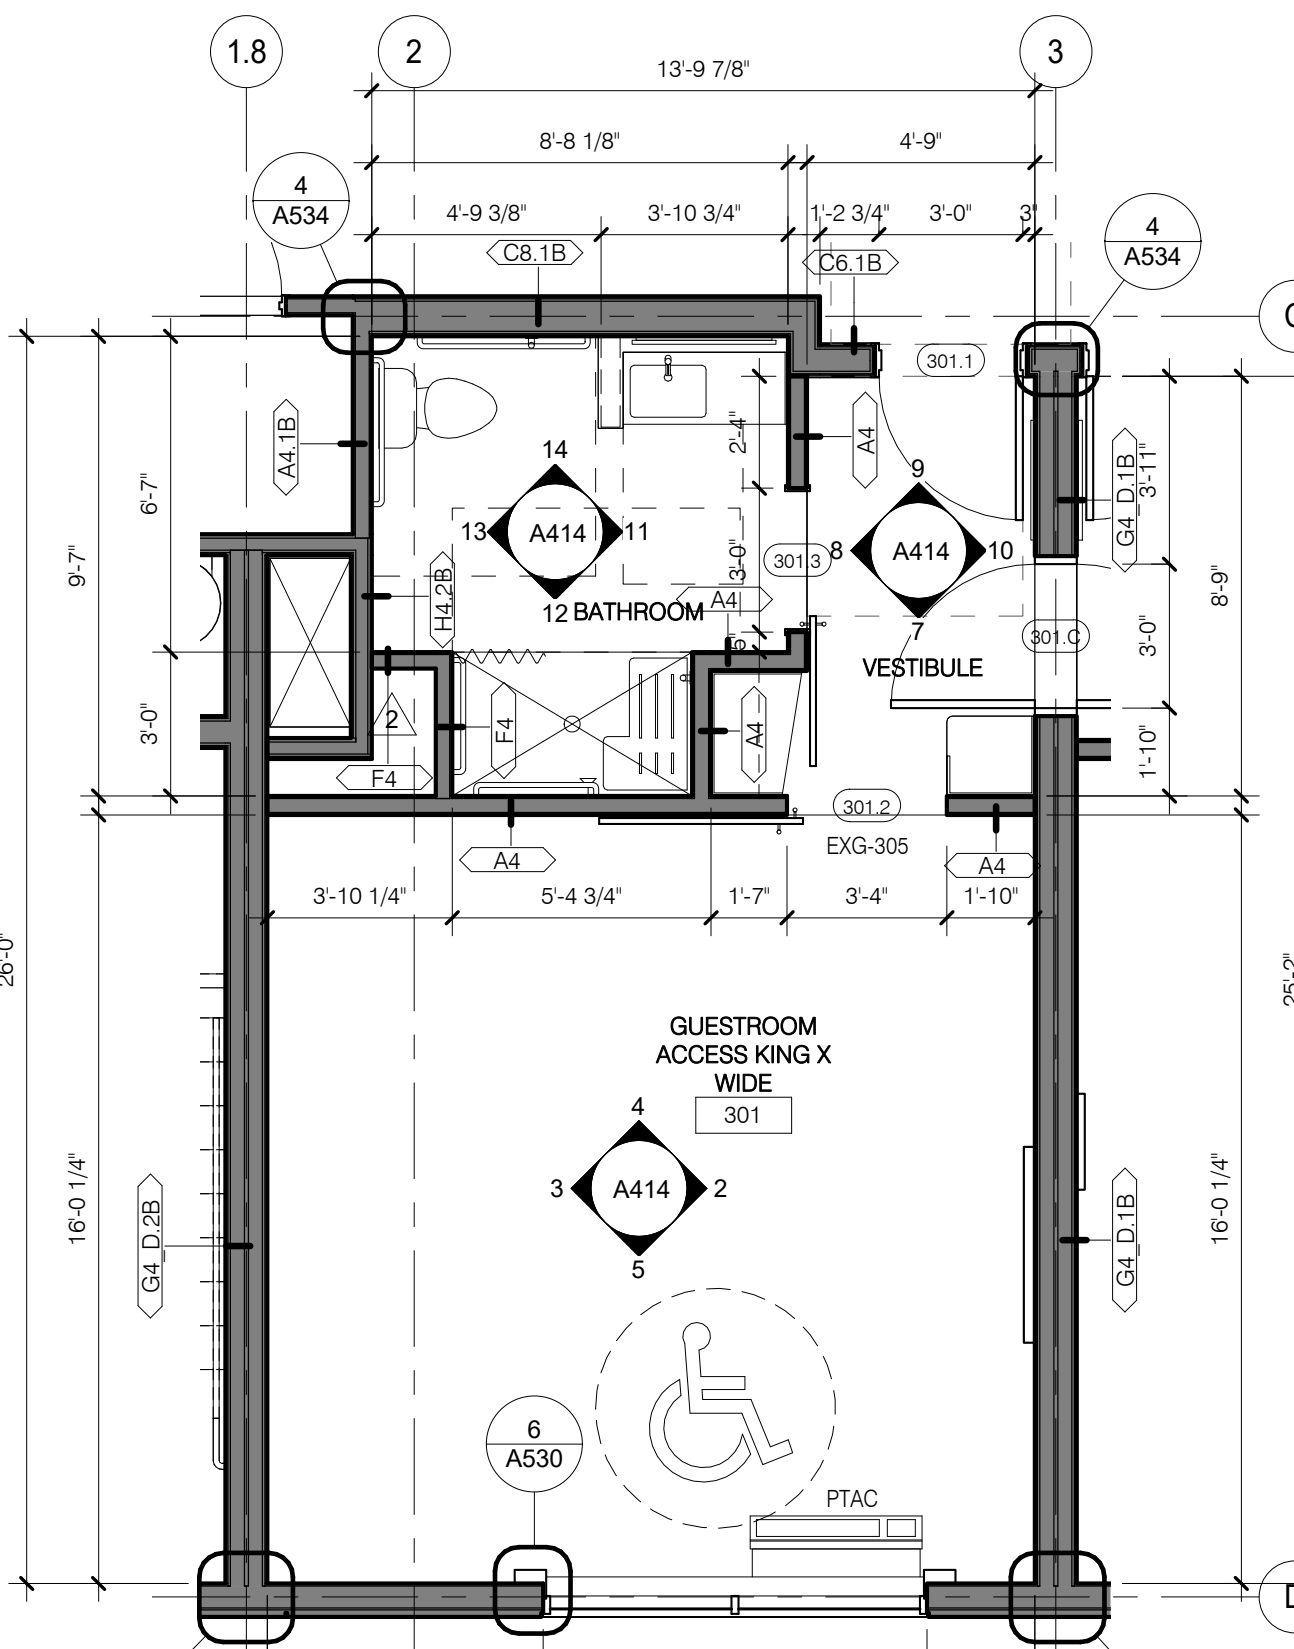 1.8
2
3
13'-9 7/8"
8'-8 1/8"
4'-9"
4
A534
4'-9 3/8"
3'-10 3/4"
1'-2 3/4"
3'-0"
3"
4
A534
C8.1B
C6.1B
301.1
A4.1B
A4
2'-4"
G4_D.1B
3'-11"
6'-7"
9'-7"
14
13
A414
11
12
9
8
A414
10
7
3'-0"
301.3
H4.2B
BATHROOM
A4
8'-9"
301.C
3'-0"
VESTIBULE
2
3'-0"
F4
A4
F4
1'-10"
301.2
EXG-305
A4
A4
3'-10 1/4"
5'-4 3/4"
1'-7"
3'-4"
1'-10"
26'-0"
25'-2"
GUESTROOM
ACCESS KING X
WIDE
301
4
3
A414
2
5
16'-0 1/4"
16'-0 1/4"
G4_D.2B
G4_D.1B
6
A530
PTAC